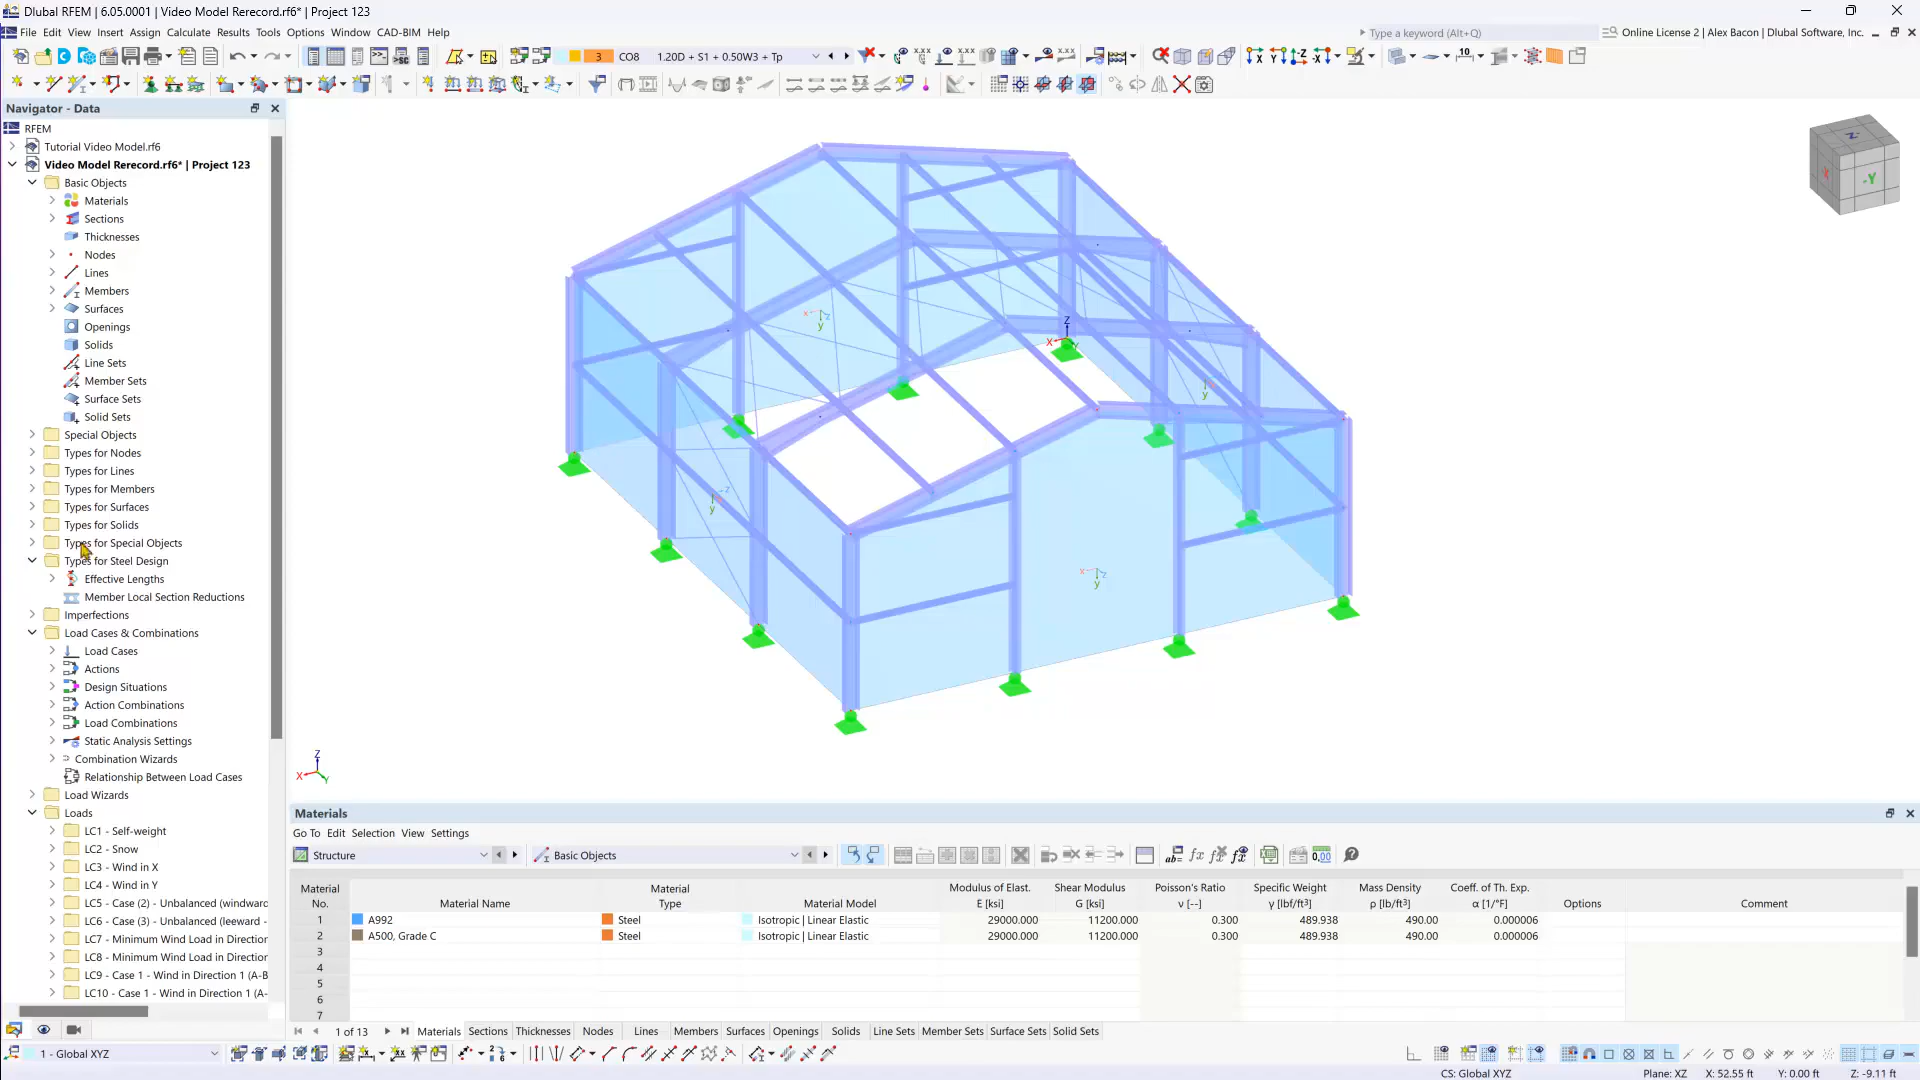 Dlubal RFEM | 6.05.0001 | Video Model Rerecord.rf6* | Project 123
File Edit View Insert Assign Calculate Results Tools Options Window CAD-BIM Help
Type a keyword (Alt+Q)
Online License 2 | Alex Bacon | Dlubal Software, Inc.
3 CO8 1.20D + S1 + 0.50W3 + Tp
Navigator - Data
RFEM
Tutorial Video Model.rf6
Video Model Rerecord.rf6* | Project 123
Basic Objects
Materials
Sections
Thicknesses
Nodes
Lines
Members
Surfaces
Openings
Solids
Line Sets
Member Sets
Surface Sets
Solid Sets
Special Objects
Types for Nodes
Types for Lines
Types for Members
Types for Surfaces
Types for Solids
Types for Special Objects
Types for Steel Design
Effective Lengths
Member Local Section Reductions
Imperfections
Load Cases & Combinations
Load Cases
Actions
Design Situations
Action Combinations
Load Combinations
Static Analysis Settings
Combination Wizards
Relationship Between Load Cases
Load Wizards
Loads
LC1 - Self-weight
LC2 - Snow
LC3 - Wind in X
LC4 - Wind in Y
LC5 - Case (2) - Unbalanced (windward
LC6 - Case (3) - Unbalanced (leeward -
LC7 - Minimum Wind Load in Direction
LC8 - Minimum Wind Load in Direction
LC9 - Case 1 - Wind in Direction 1 (A-B
LC10 - Case 1 - Wind in Direction 1 (A-
1 - Global XYZ
Z
X
Y
Z
X
-X
-Y
Z
Materials
Go To Edit Selection View Settings
Structure
Basic Objects
Material No. Material Name Material Type Material Model Modulus of Elast. E [ksi] Shear Modulus G [ksi] Poisson's Ratio ν [--] Specific Weight γ [lbf/ft³] Mass Density ρ [lb/ft³] Coeff. of Th. Exp. α [1/°F] Options Comment
1 A992 Steel Isotropic | Linear Elastic 29000.000 11200.000 0.300 489.938 490.00 0.000006
2 A500, Grade C Steel Isotropic | Linear Elastic 29000.000 11200.000 0.300 489.938 490.00 0.000006
3
4
5
6
7
1 of 13 Materials Sections Thicknesses Nodes Lines Members Surfaces Openings Solids Line Sets Member Sets Surface Sets Solid Sets
CS: Global XYZ Plane: XZ X: 52.55 ft Y: 0.00 ft Z: -9.11 ft